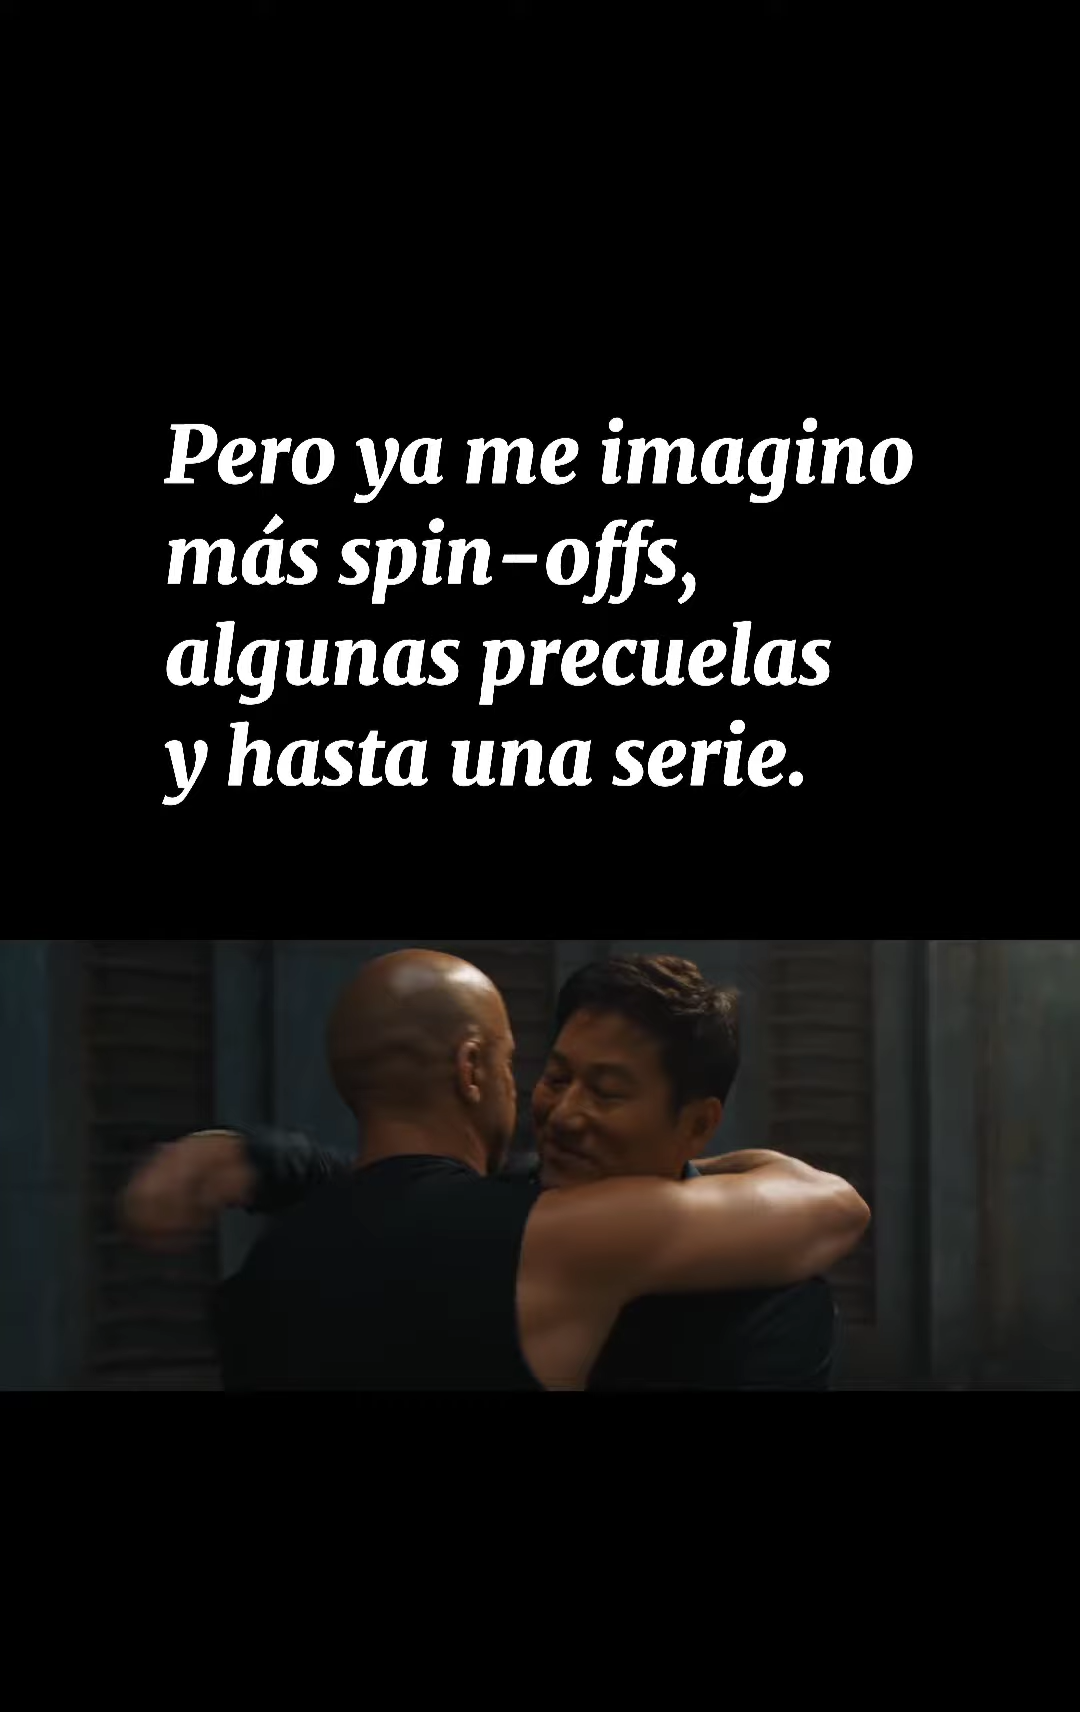 Pero ya me imagino
más spin-offs,
algunas precuelas
y hasta una serie.